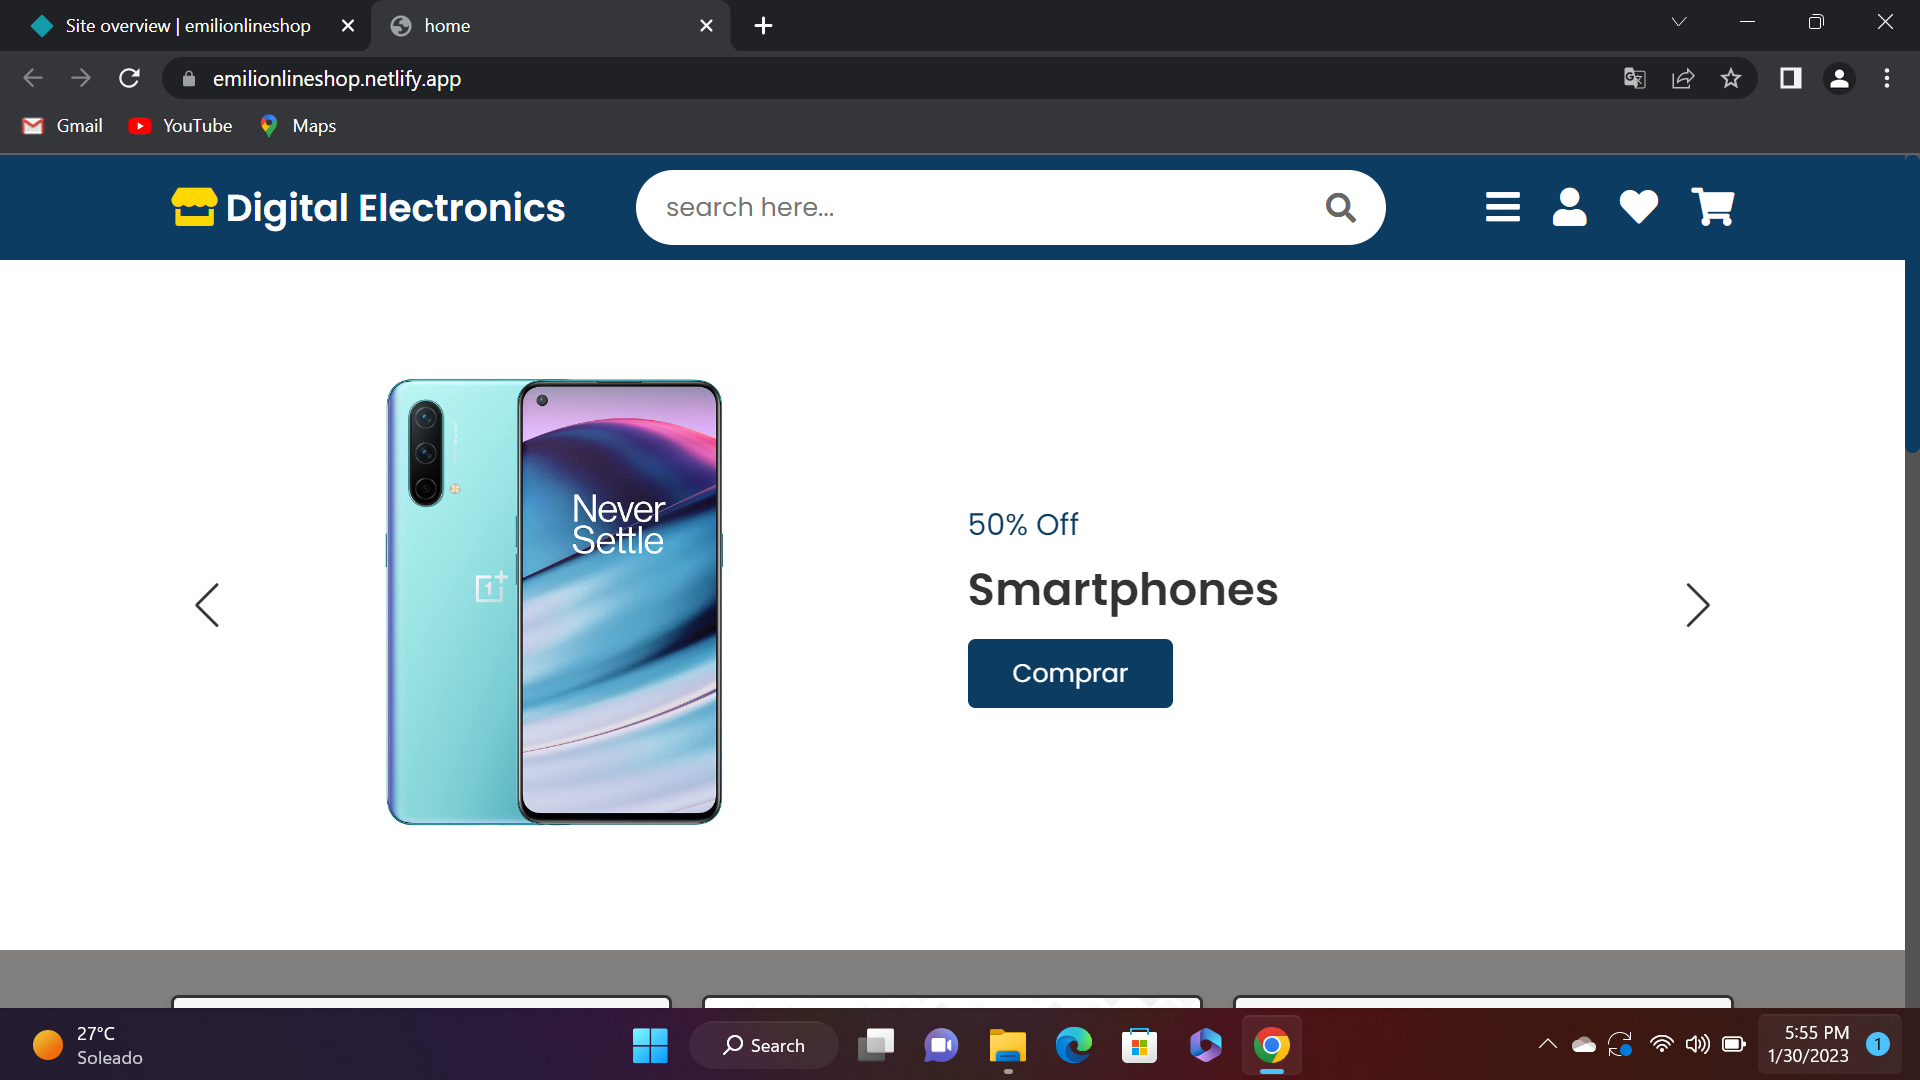 Site overview | emilionlineshop
home
emilionlineshop.netlify.app
Gmail
YouTube
Maps
Digital Electronics
search here...
Never
Settle
1
50% Off
Smartphones
Comprar
27°C
Soleado
Search
5:55 PM
1/30/2023
1